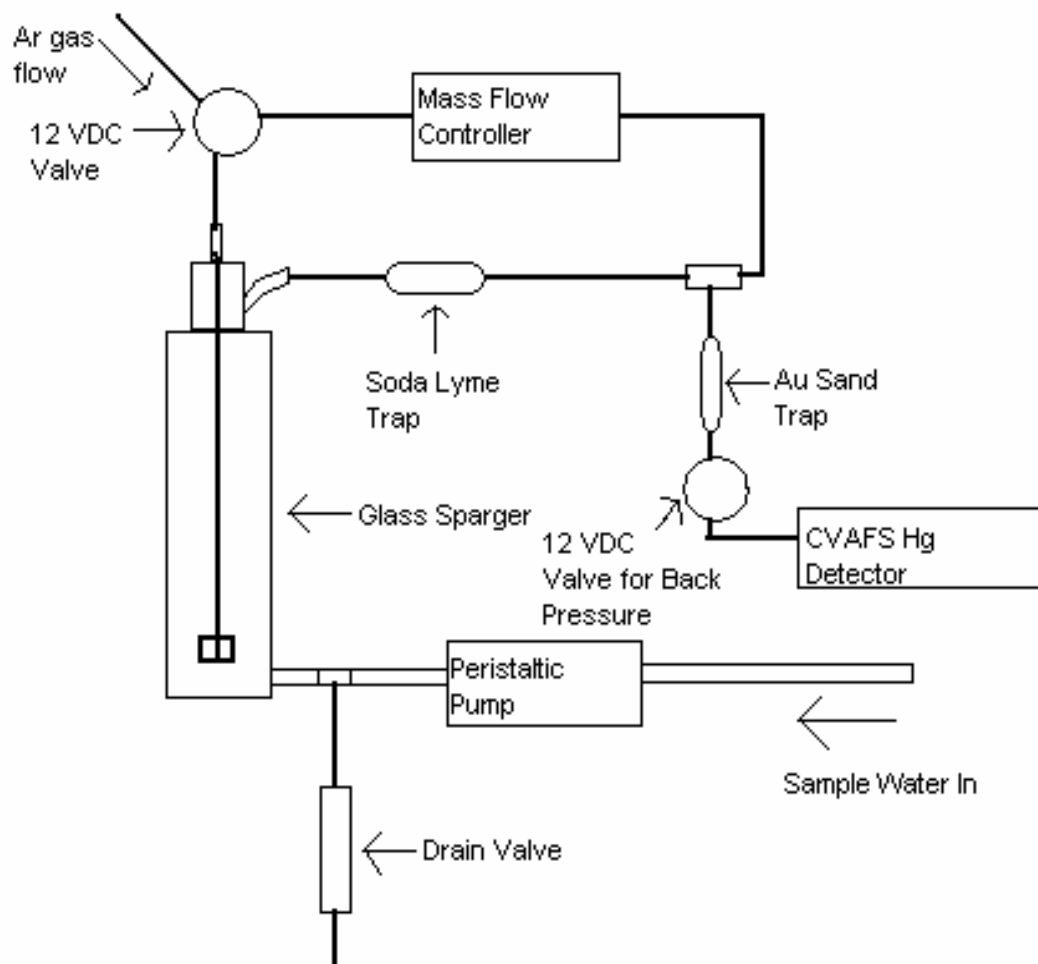 Ar gas
flow
12 VDC
Valve
Mass Flow
Controller
Soda Lyme
Trap
Au Sand
Trap
Glass Sparger
12 VDC
Valve for Back
Pressure
CVAFS Hg
Detector
Peristaltic
Pump
Sample Water In
Drain Valve